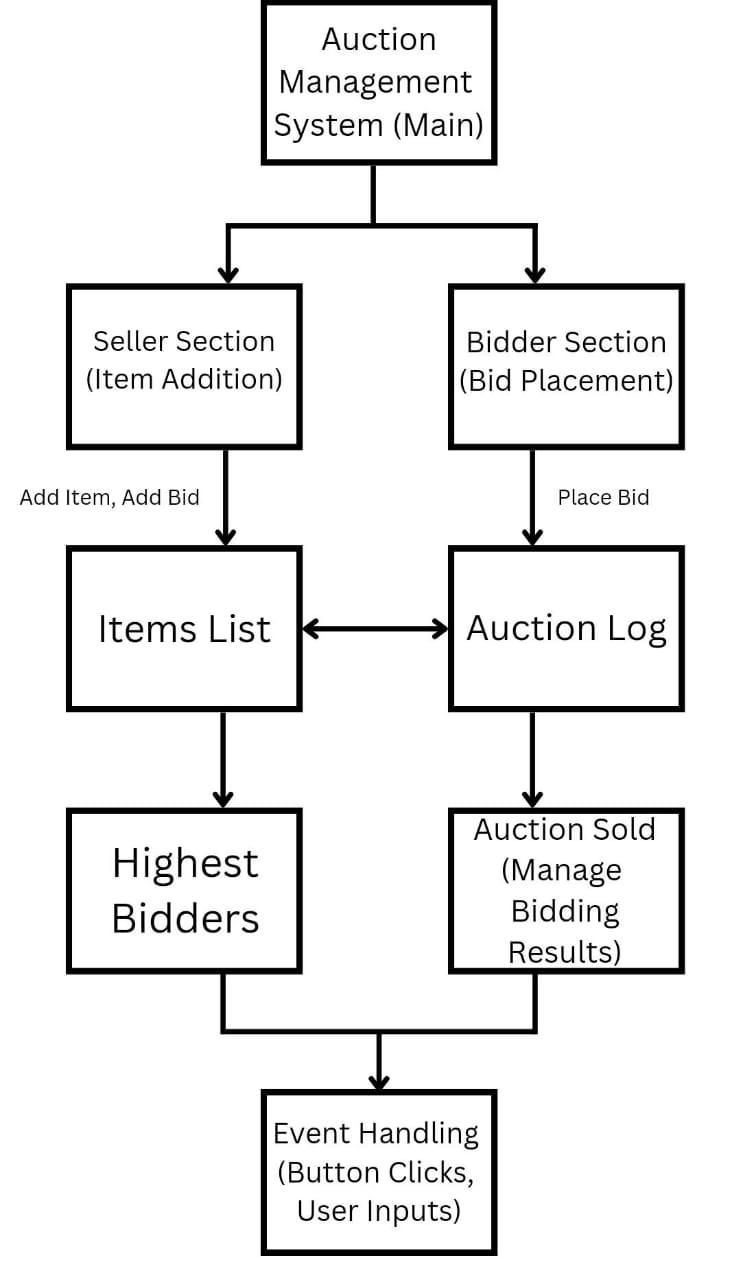 Auction
Management
System (Main)
Seller Section
(Item Addition)
Bidder Section
(Bid Placement)
Add Item, Add Bid
Place Bid
Items List
Auction Log
Highest
Bidders
Auction Sold
(Manage
Bidding
Results)
Event Handling
(Button Clicks,
User Inputs)